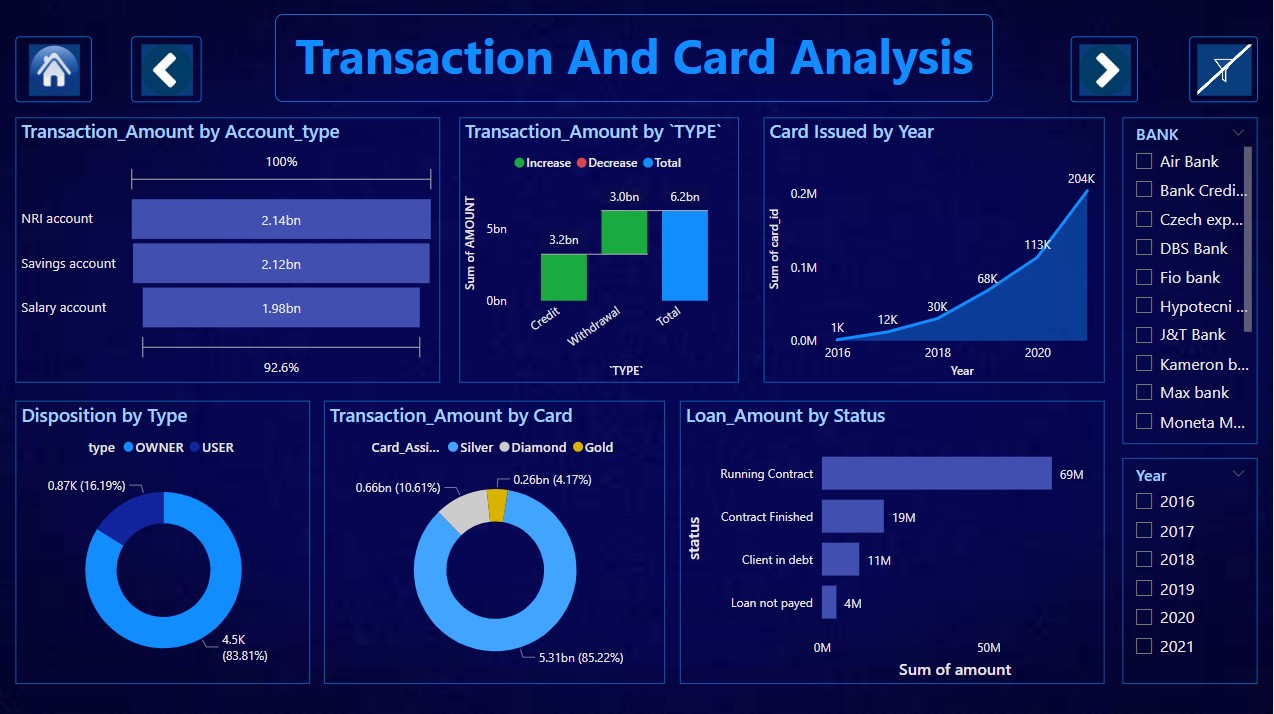 Transaction And Card Analysis
Transaction_Amount by Account_type
100%
NRI account
2.14bn
Savings account
2.12bn
Salary account
1.98bn
92.6%
Transaction_Amount by `TYPE`
Increase Decrease Total
Sum of AMOUNT
5bn
0bn
3.2bn
3.0bn
6.2bn
Credit
Withdrawal
Total
`TYPE`
Card Issued by Year
Sum of card_id
0.2M
0.1M
0.0M
1K
12K
30K
68K
113K
204K
2016
2018
2020
Year
BANK
Air Bank
Bank Credi...
Czech exp...
DBS Bank
Fio bank
Hypotecni ...
J&T Bank
Kameron b...
Max bank
Moneta M...
Disposition by Type
type OWNER USER
0.87K (16.19%)
4.5K
(83.81%)
Transaction_Amount by Card
Card_Assi... Silver Diamond Gold
0.66bn (10.61%)
0.26bn (4.17%)
5.31bn (85.22%)
Loan_Amount by Status
status
Running Contract
69M
Contract Finished
19M
Client in debt
11M
Loan not payed
4M
0M
50M
Sum of amount
Year
2016
2017
2018
2019
2020
2021